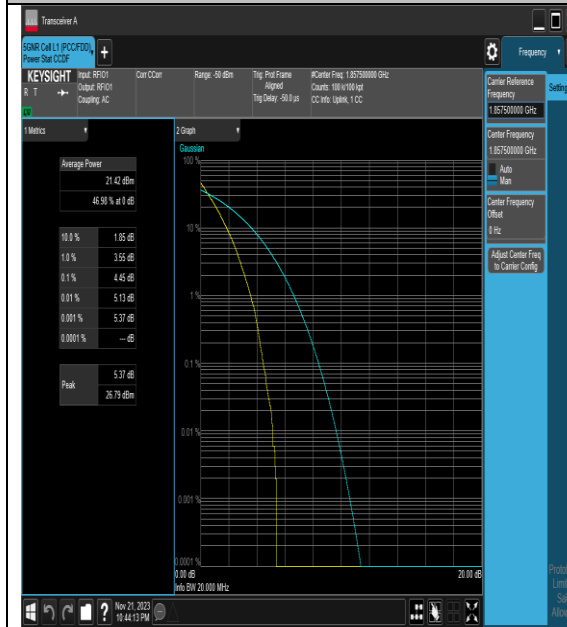 Transceiver A
5GNR Cell L1 (PCC/FDD),
Power Stat CCDF
+
Frequency
KEYSIGHT
R T
Input: RFIO1
Output: RFIO1
Coupling: AC
Corr CCorr
Range: -50 dBm
Trig: Prot Frame
Aligned
Trig Delay: -50.0 µs
#Center Freq: 1.857500000 GHz
Counts: 100 k/100 kpt
CC Info: Uplink, 1 CC
Carrier Reference
Frequency
1.857500000 GHz
Center Frequency
1.857500000 GHz
Auto
Man
Center Frequency
Offset
0 Hz
Adjust Center Freq
to Carrier Config
1 Metrics
Average Power
21.42 dBm
46.98 % at 0 dB
10.0 % 1.85 dB
1.0 % 3.55 dB
0.1 % 4.45 dB
0.01 % 5.13 dB
0.001 % 5.37 dB
0.0001 % --- dB
Peak
5.37 dB
26.79 dBm
2 Graph
Gaussian
100 %
10 %
1 %
0.1 %
0.01 %
0.001 %
0.0001 %
0.00 dB
20.00 dB
Info BW 20.000 MHz
?
Nov 21, 2023
10:44:13 PM